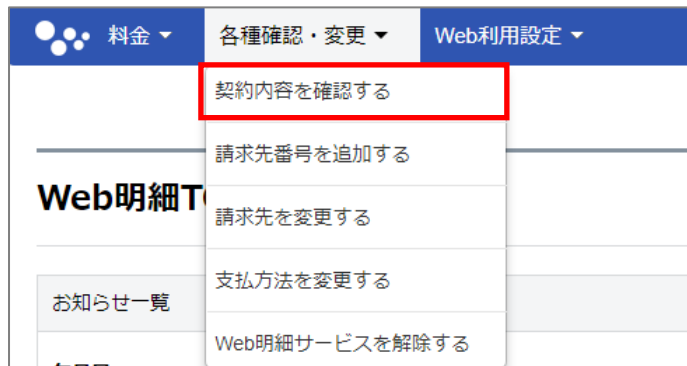 料金 ▼ 各種確認・変更 ▼ Web利用設定 ▼
契約内容を確認する
請求先番号を追加する
Web明細T
請求先を変更する
支払方法を変更する
お知らせ一覧
Web明細サービスを解除する